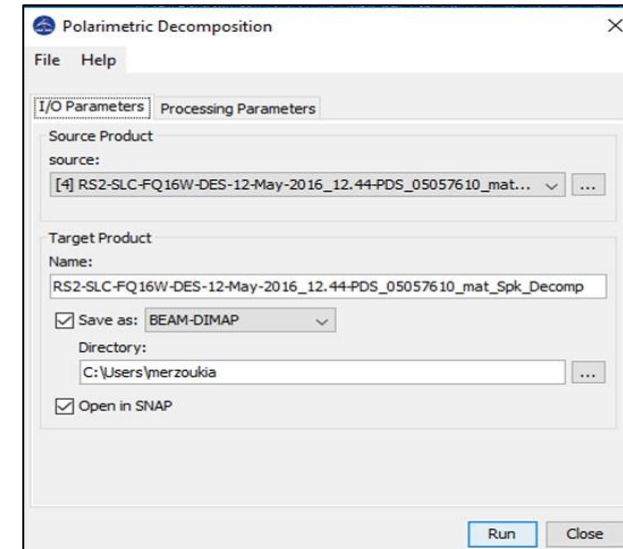 Polarimetric Decomposition
File Help
I/O Parameters Processing Parameters
Source Product
source:
[4] RS2-SLC-FQ16W-DES-12-May-2016_12.44-PDS_05057610_mat... ...
Target Product
Name:
RS2-SLC-FQ16W-DES-12-May-2016_12.44-PDS_05057610_mat_Spk_Decomp
Save as: BEAM-DIMAP
Directory:
C:\Users\merzoukia ...
Open in SNAP
Run Close